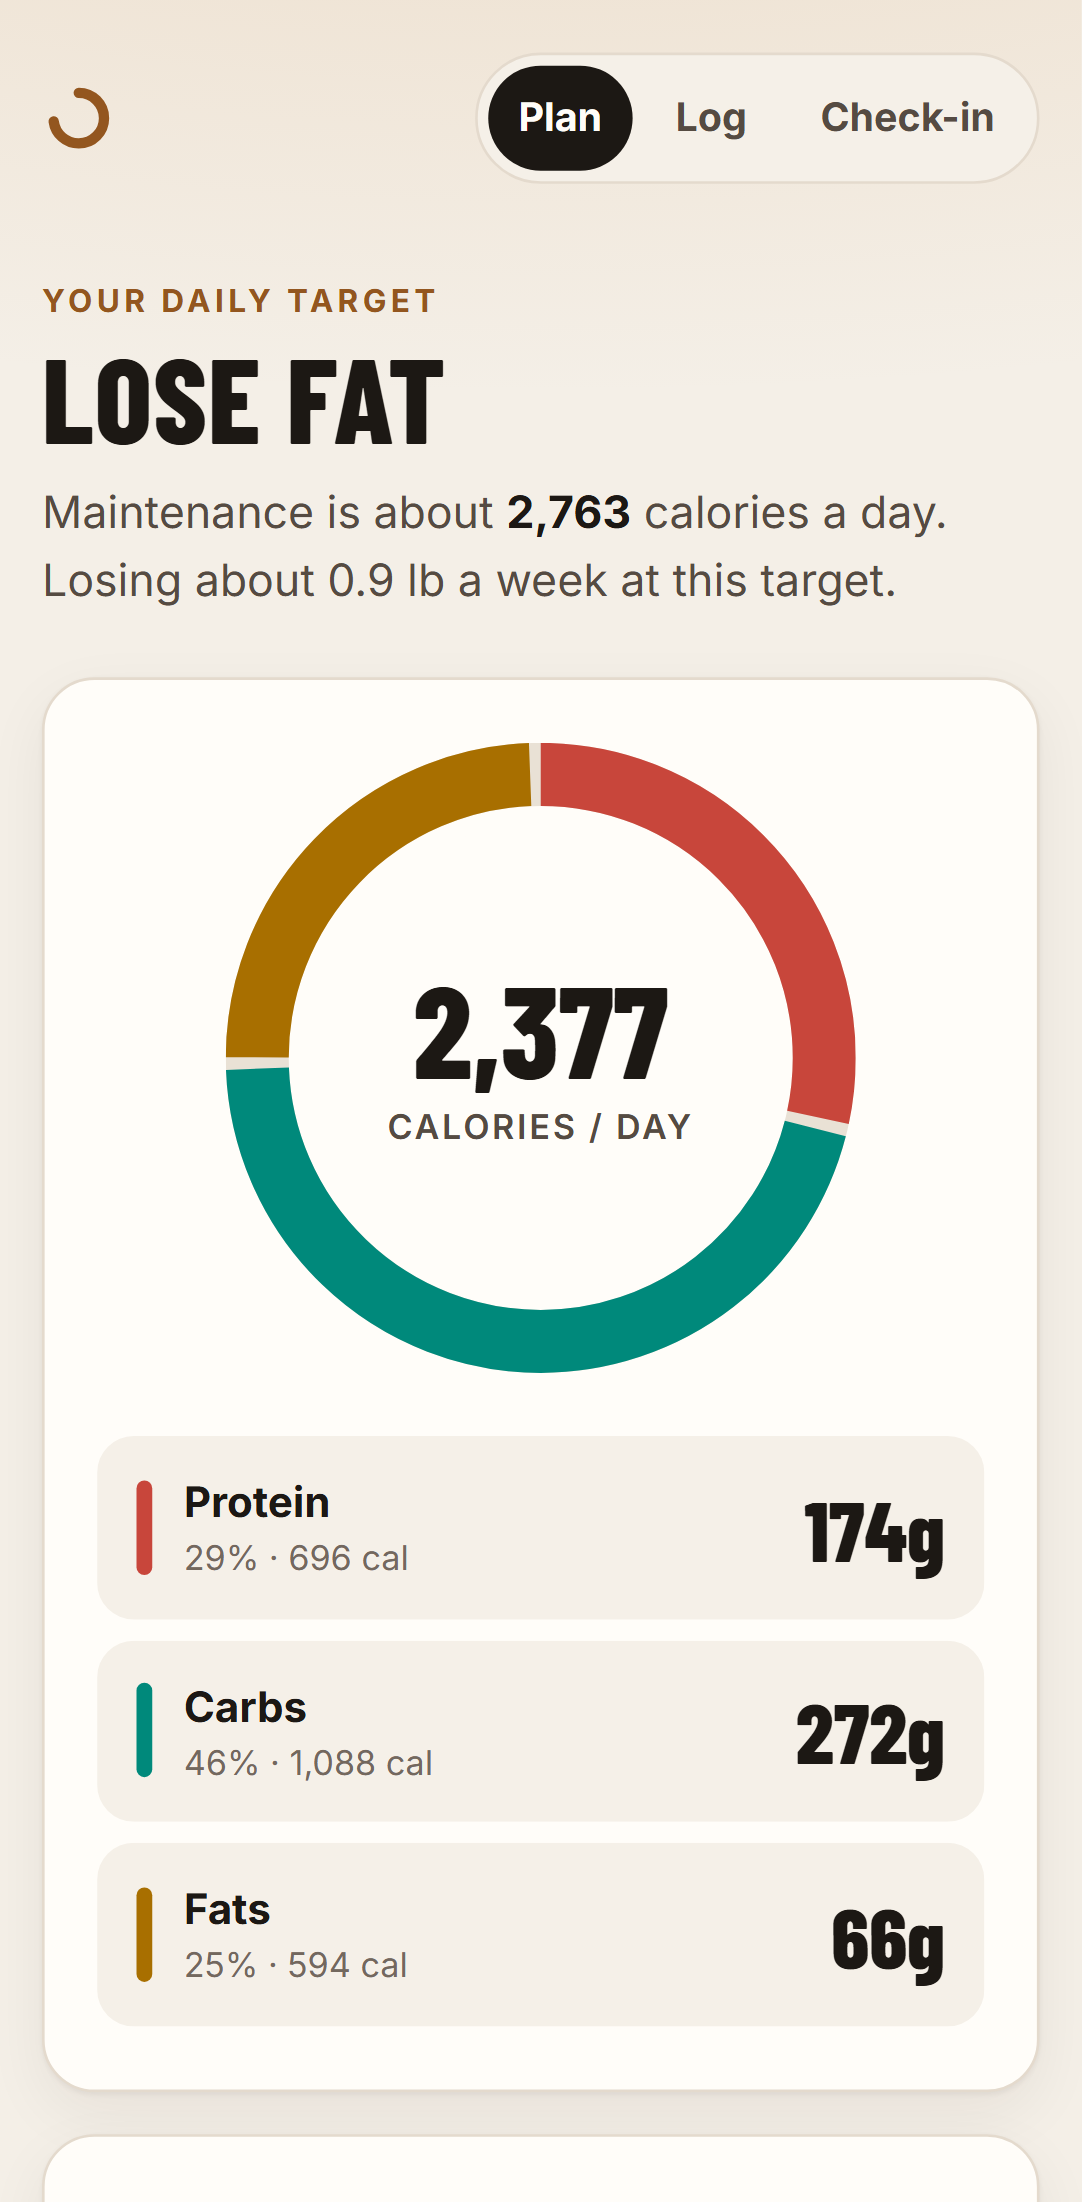 Plan Log Check-in
YOUR DAILY TARGET
LOSE FAT
Maintenance is about 2,763 calories a day.
Losing about 0.9 lb a week at this target.
2,377
CALORIES / DAY
Protein
29% · 696 cal
174g
Carbs
46% · 1,088 cal
272g
Fats
25% · 594 cal
66g